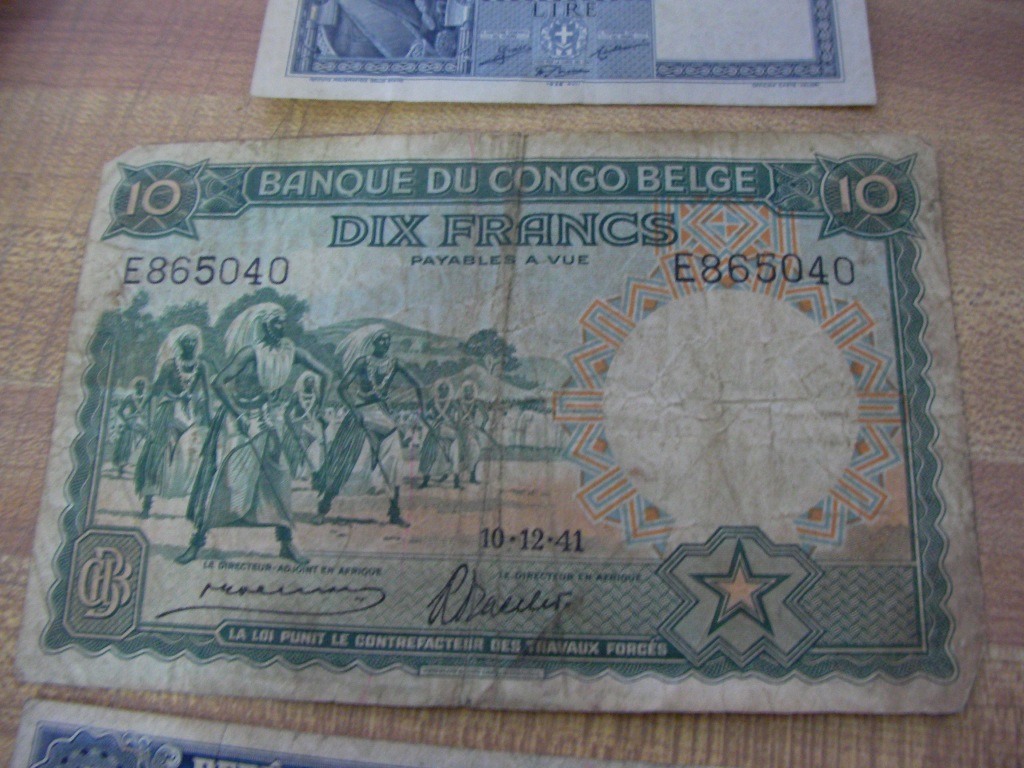 LIRE
10 BANQUE DU CONGO BELGE 10
DIX FRANCS
PAYABLES A VUE
E865040 E865040
10·12·41
LE DIRECTEUR-ADJOINT EN AFRIQUE
LE DIRECTEUR EN AFRIQUE
LA LOI PUNIT LE CONTREFACTEUR DES TRAVAUX FORCÉS